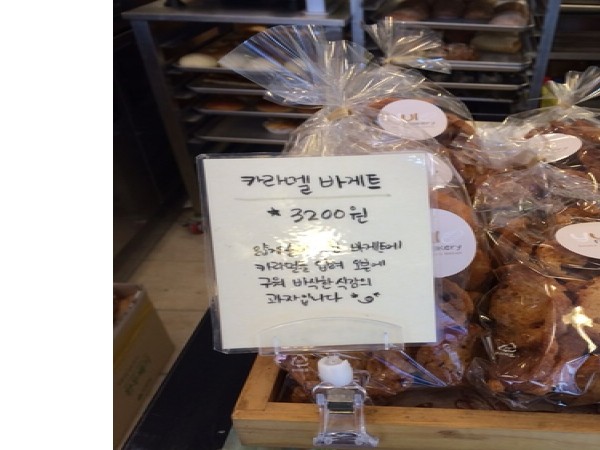 카라멜 바게트
* 3200원
바게트에
카라멜을 입혀 오븐에
구워 바삭한 식감의
과자입니다